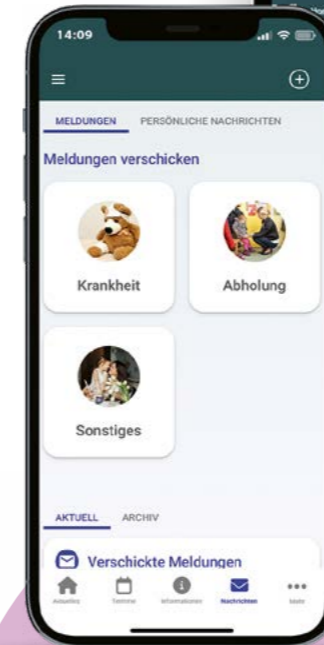 14:09
MELDUNGEN PERSÖNLICHE NACHRICHTEN
Meldungen verschicken
Krankheit Abholung
Sonstiges
AKTUELL ARCHIV
Verschickte Meldungen
Aktuelles Termine Informationen Nachrichten Mehr